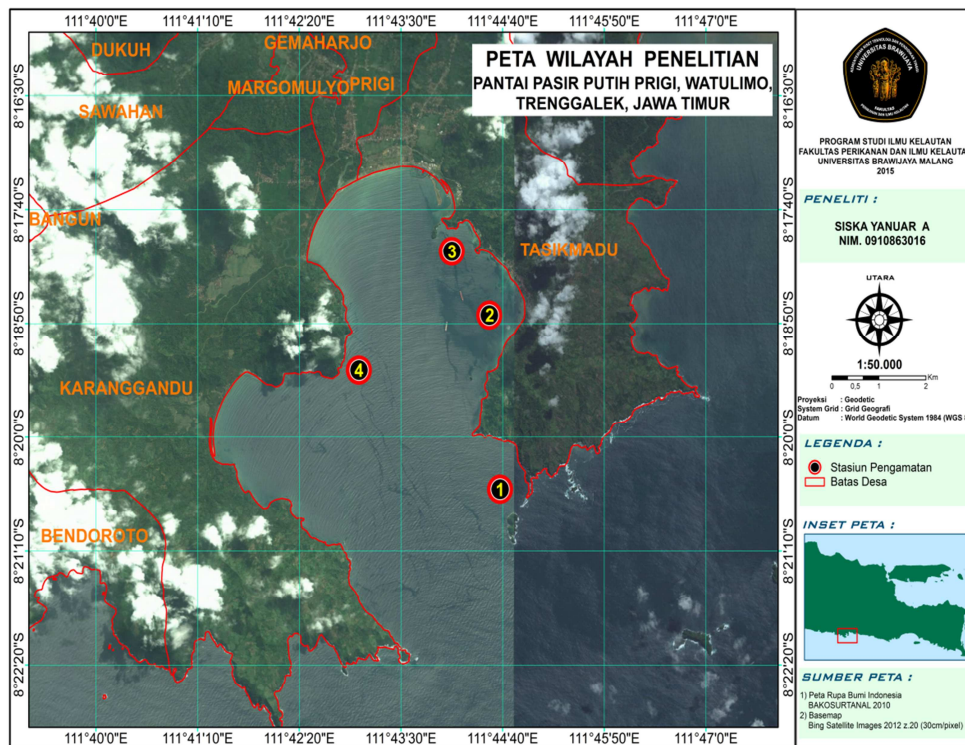 111°40'0"E 111°41'10"E 111°42'20"E 111°43'30"E 111°44'40"E 111°45'50"E 111°47'0"E
PETA WILAYAH PENELITIAN
PANTAI PASIR PUTIH PRIGI, WATULIMO,
TRENGGALEK, JAWA TIMUR
DUKUH
GEMAHARJO
MARGOMULYO
PRIGI
SAWAHAN
BANGUN
TASIKMADU
KARANGGANDU
BENDOROTO
3
2
4
1
8°16'30"S
8°17'40"S
8°18'50"S
8°20'0"S
8°21'10"S
8°22'20"S
8°16'30"S
8°17'40"S
8°18'50"S
8°20'0"S
8°21'10"S
8°22'20"S
111°40'0"E 111°41'10"E 111°42'20"E 111°43'30"E 111°44'40"E 111°45'50"E 111°47'0"E
UNIVERSITAS BRAWIJAYA
FAKULTAS
PROGRAM STUDI ILMU KELAUTAN
FAKULTAS PERIKANAN DAN ILMU KELAUTA
UNIVERSITAS BRAWIJAYA MALANG
2015
PENELITI :
SISKA YANUAR A
NIM. 0910863016
UTARA
1:50.000
0 0,5 1 2 Km
Proyeksi : Geodetic
System Grid : Grid Geografi
Datum : World Geodetic System 1984 (WGS
LEGENDA :
Stasiun Pengamatan
Batas Desa
INSET PETA :
SUMBER PETA :
1) Peta Rupa Bumi Indonesia
BAKOSURTANAL 2010
2) Basemap
Bing Satellite Images 2012 z.20 (30cm/pixel)